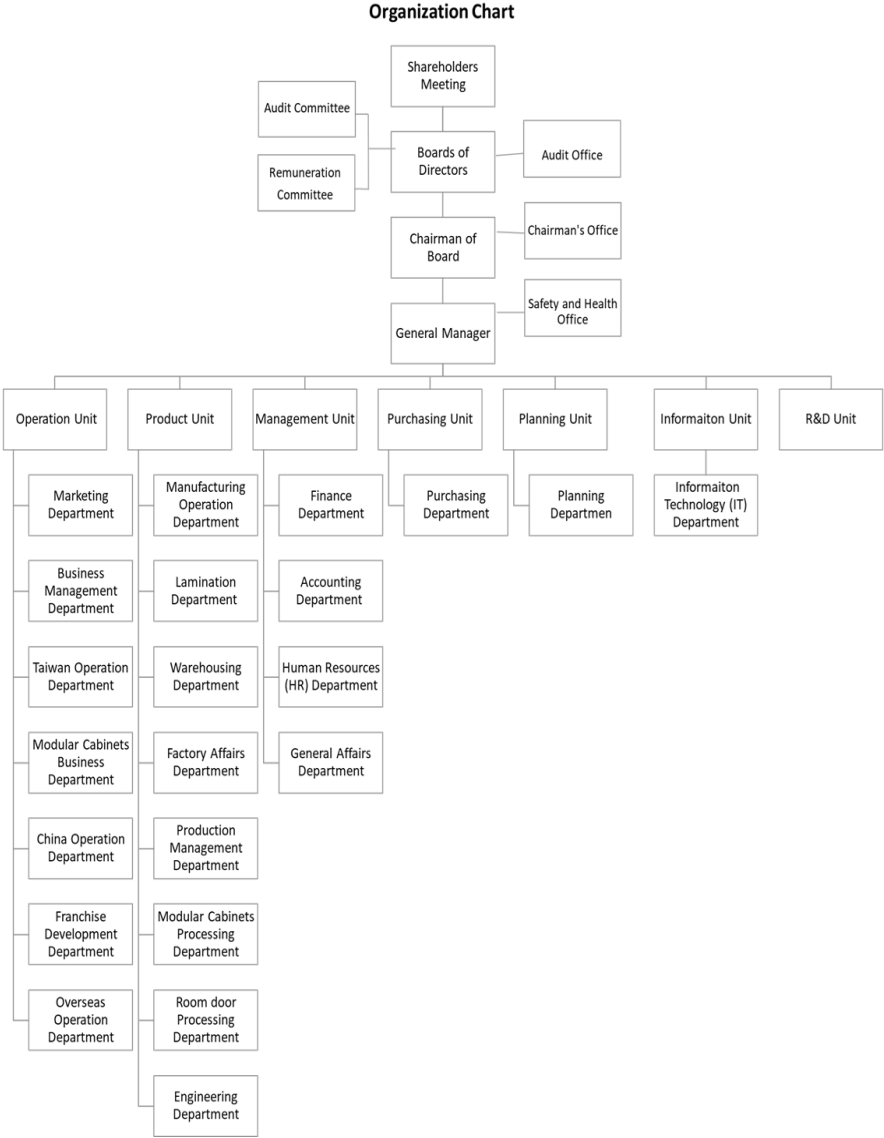 Organization Chart
Shareholders
Meeting
Audit Committee
Remuneration
Committee
Boards of
Directors
Audit Office
Chairman of
Board
Chairman's Office
General Manager
Safety and Health
Office
Operation Unit
Product Unit
Management Unit
Purchasing Unit
Planning Unit
Informaiton Unit
R&D Unit
Marketing
Department
Business
Management
Department
Taiwan Operation
Department
Modular Cabinets
Business
Department
China Operation
Department
Franchise
Development
Department
Overseas
Operation
Department
Manufacturing
Operation
Department
Lamination
Department
Warehousing
Department
Factory Affairs
Department
Production
Management
Department
Modular Cabinets
Processing
Department
Room door
Processing
Department
Engineering
Department
Finance
Department
Accounting
Department
Human Resources
(HR) Department
General Affairs
Department
Purchasing
Department
Planning
Departmen
Informaiton
Technology (IT)
Department